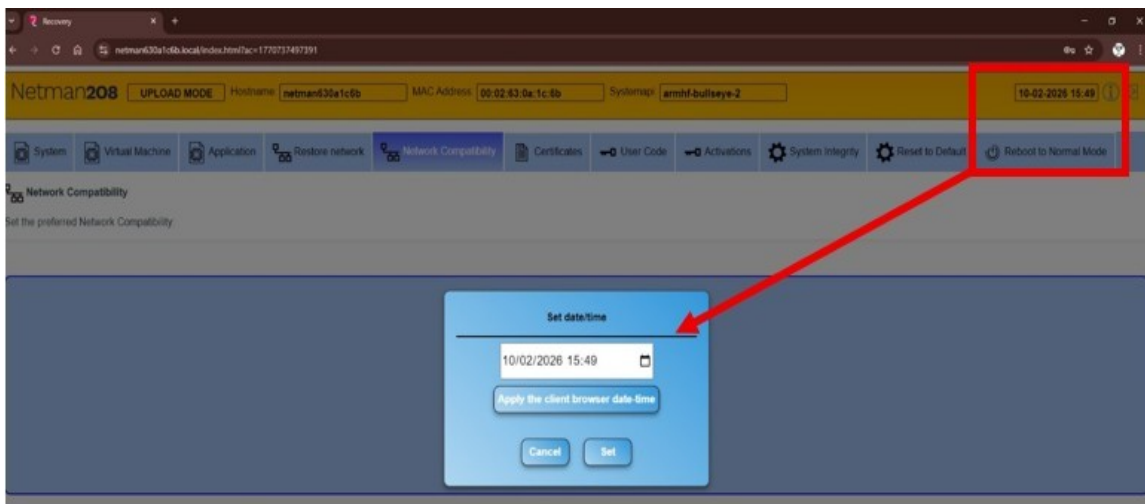 Recovery
netman630a1c6b.local/index.html?ac=1770737497391
Netman208 UPLOAD MODE Hostname netman630a1c6b MAC Address 00:02:63:0a:1c:6b Systemapi armhf-bullseye-2 10-02-2026 15:49
System Virtual Machine Application Restore network Network Compatibility Certificates User Code Activations System Integrity Reset to Default Reboot to Normal Mode
Network Compatibility
Set the preferred Network Compatibility
Set date/time
10/02/2026 15:49
Apply the client browser date-time
Cancel Set